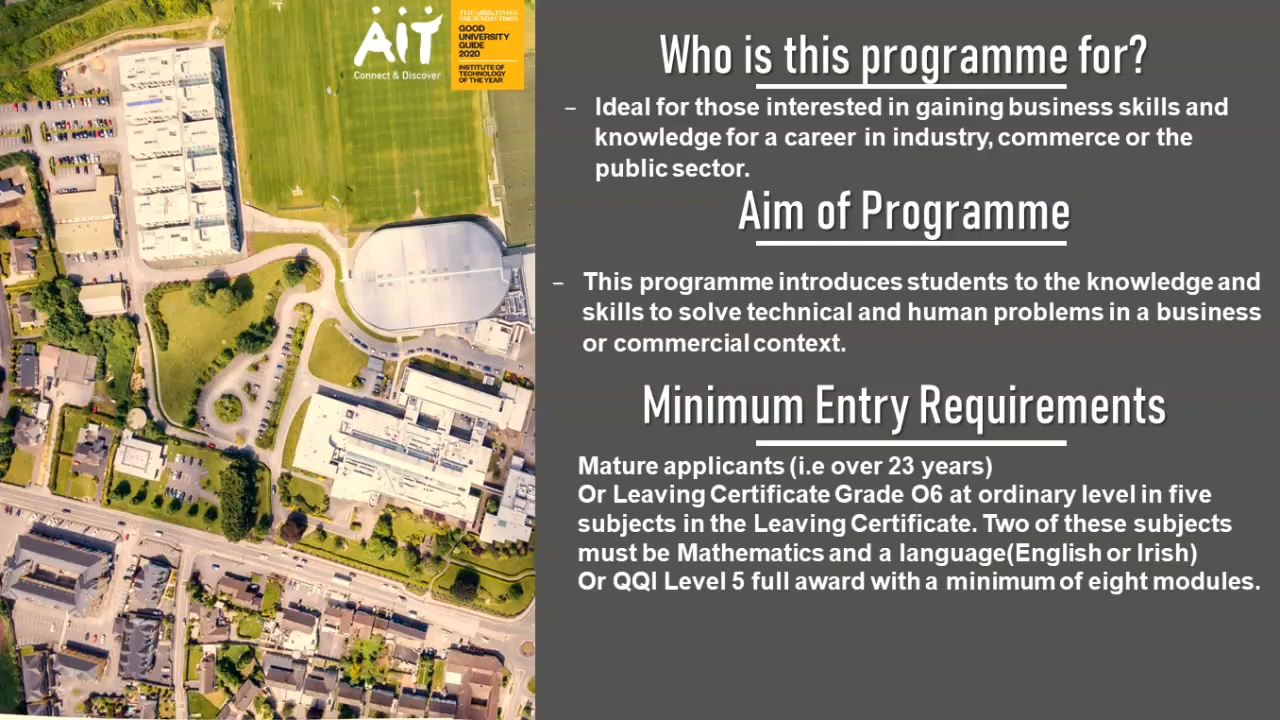 AIT
Connect & Discover
THE TIMES
THE SUNDAY TIMES
GOOD
UNIVERSITY
GUIDE
2020
INSTITUTE OF
TECHNOLOGY
OF THE YEAR
Who is this programme for?
– Ideal for those interested in gaining business skills and
knowledge for a career in industry, commerce or the
public sector.
Aim of Programme
– This programme introduces students to the knowledge and
skills to solve technical and human problems in a business
or commercial context.
Minimum Entry Requirements
Mature applicants (i.e over 23 years)
Or Leaving Certificate Grade O6 at ordinary level in five
subjects in the Leaving Certificate. Two of these subjects
must be Mathematics and a language(English or Irish)
Or QQI Level 5 full award with a minimum of eight modules.